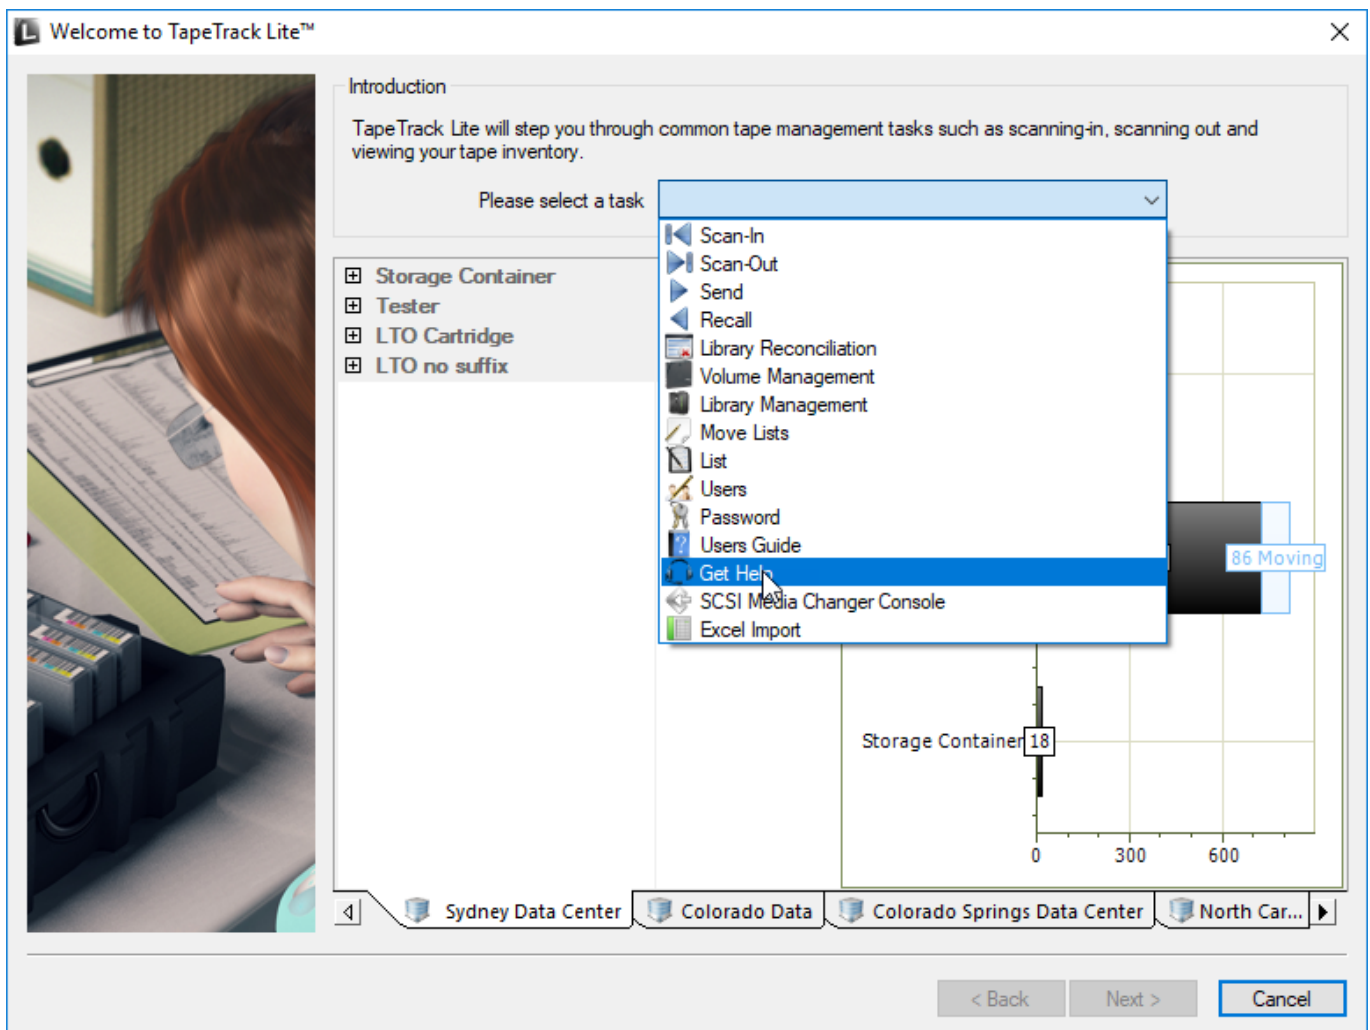 Welcome to TapeTrack Lite™
Introduction
TapeTrack Lite will step you through common tape management tasks such as scanning-in, scanning out and
viewing your tape inventory.
Please select a task
Scan-In
Scan-Out
Send
Recall
Library Reconciliation
Volume Management
Library Management
Move Lists
List
Users
Password
Users Guide
Get Help
SCSI Media Changer Console
Excel Import
Storage Container
Tester
LTO Cartridge
LTO no suffix
86 Moving
Storage Container 18
0 300 600
Sydney Data Center Colorado Data Colorado Springs Data Center North Car...
< Back Next > Cancel